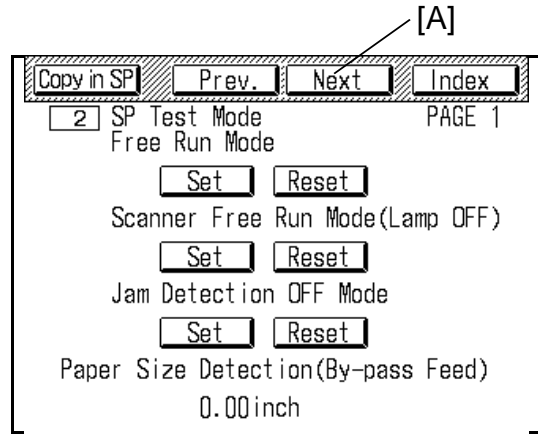 [A]
Copy in SP Prev. Next Index
2 SP Test Mode PAGE 1
Free Run Mode
Set Reset
Scanner Free Run Mode(Lamp OFF)
Set Reset
Jam Detection OFF Mode
Set Reset
Paper Size Detection(By-pass Feed)
0.00inch